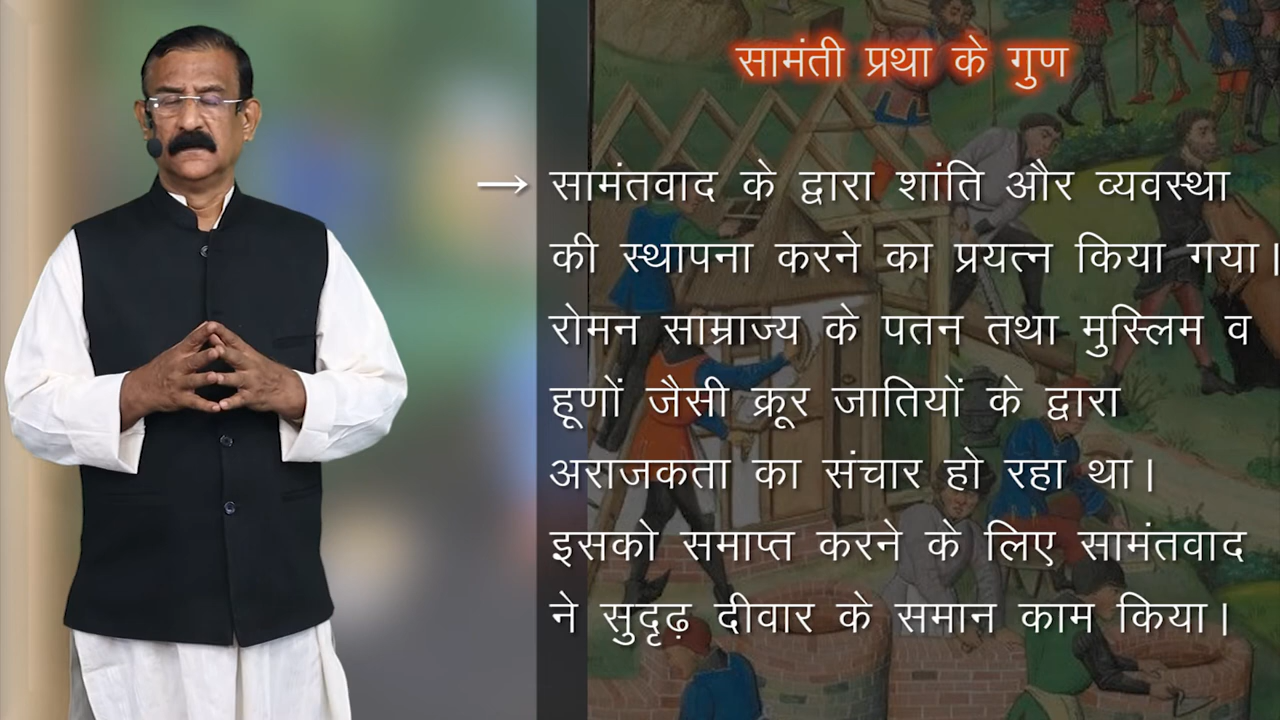 सामंती प्रथा के गुण
→ सामंतवाद के द्वारा शांति और व्यवस्था
की स्थापना करने का प्रयत्न किया गया।
रोमन साम्राज्य के पतन तथा मुस्लिम व
हूणों जैसी क्रूर जातियों के द्वारा
अराजकता का संचार हो रहा था।
इसको समाप्त करने के लिए सामंतवाद
ने सुदृढ़ दीवार के समान काम किया।